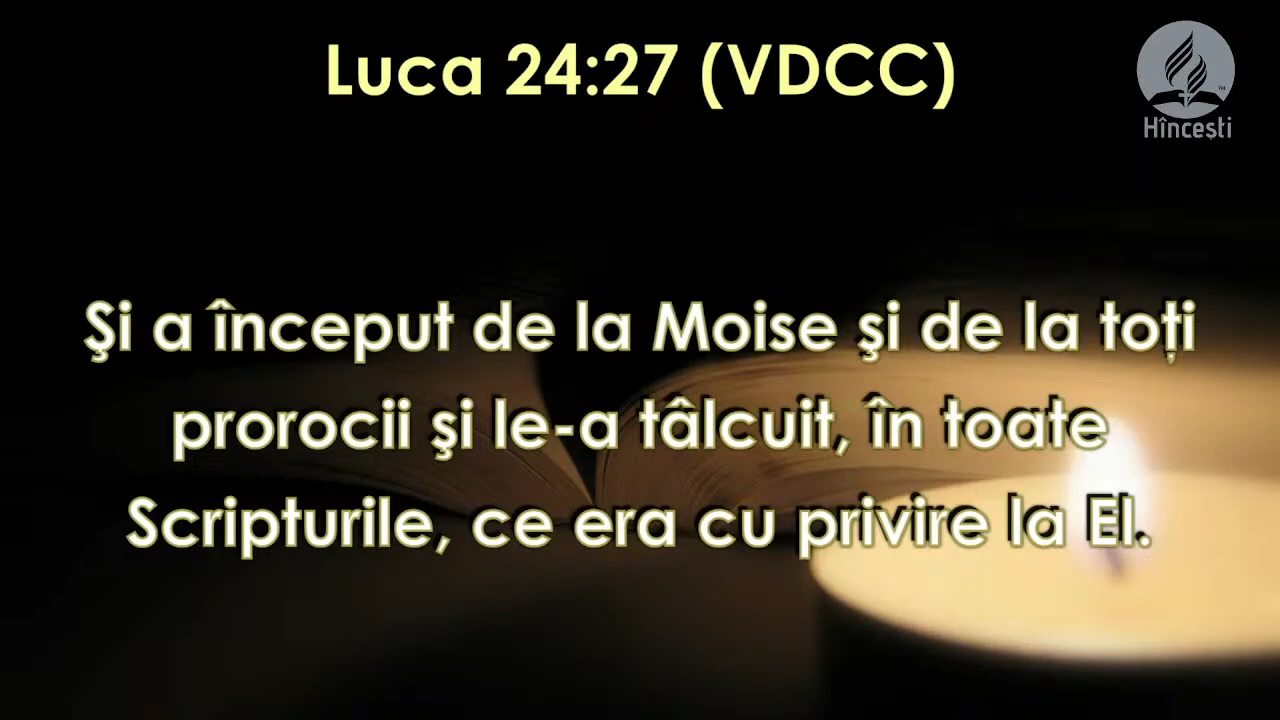 Luca 24:27 (VDCC)
Hîncești
Şi a început de la Moise şi de la toţi
prorocii şi le-a tâlcuit, în toate
Scripturile, ce era cu privire la El.